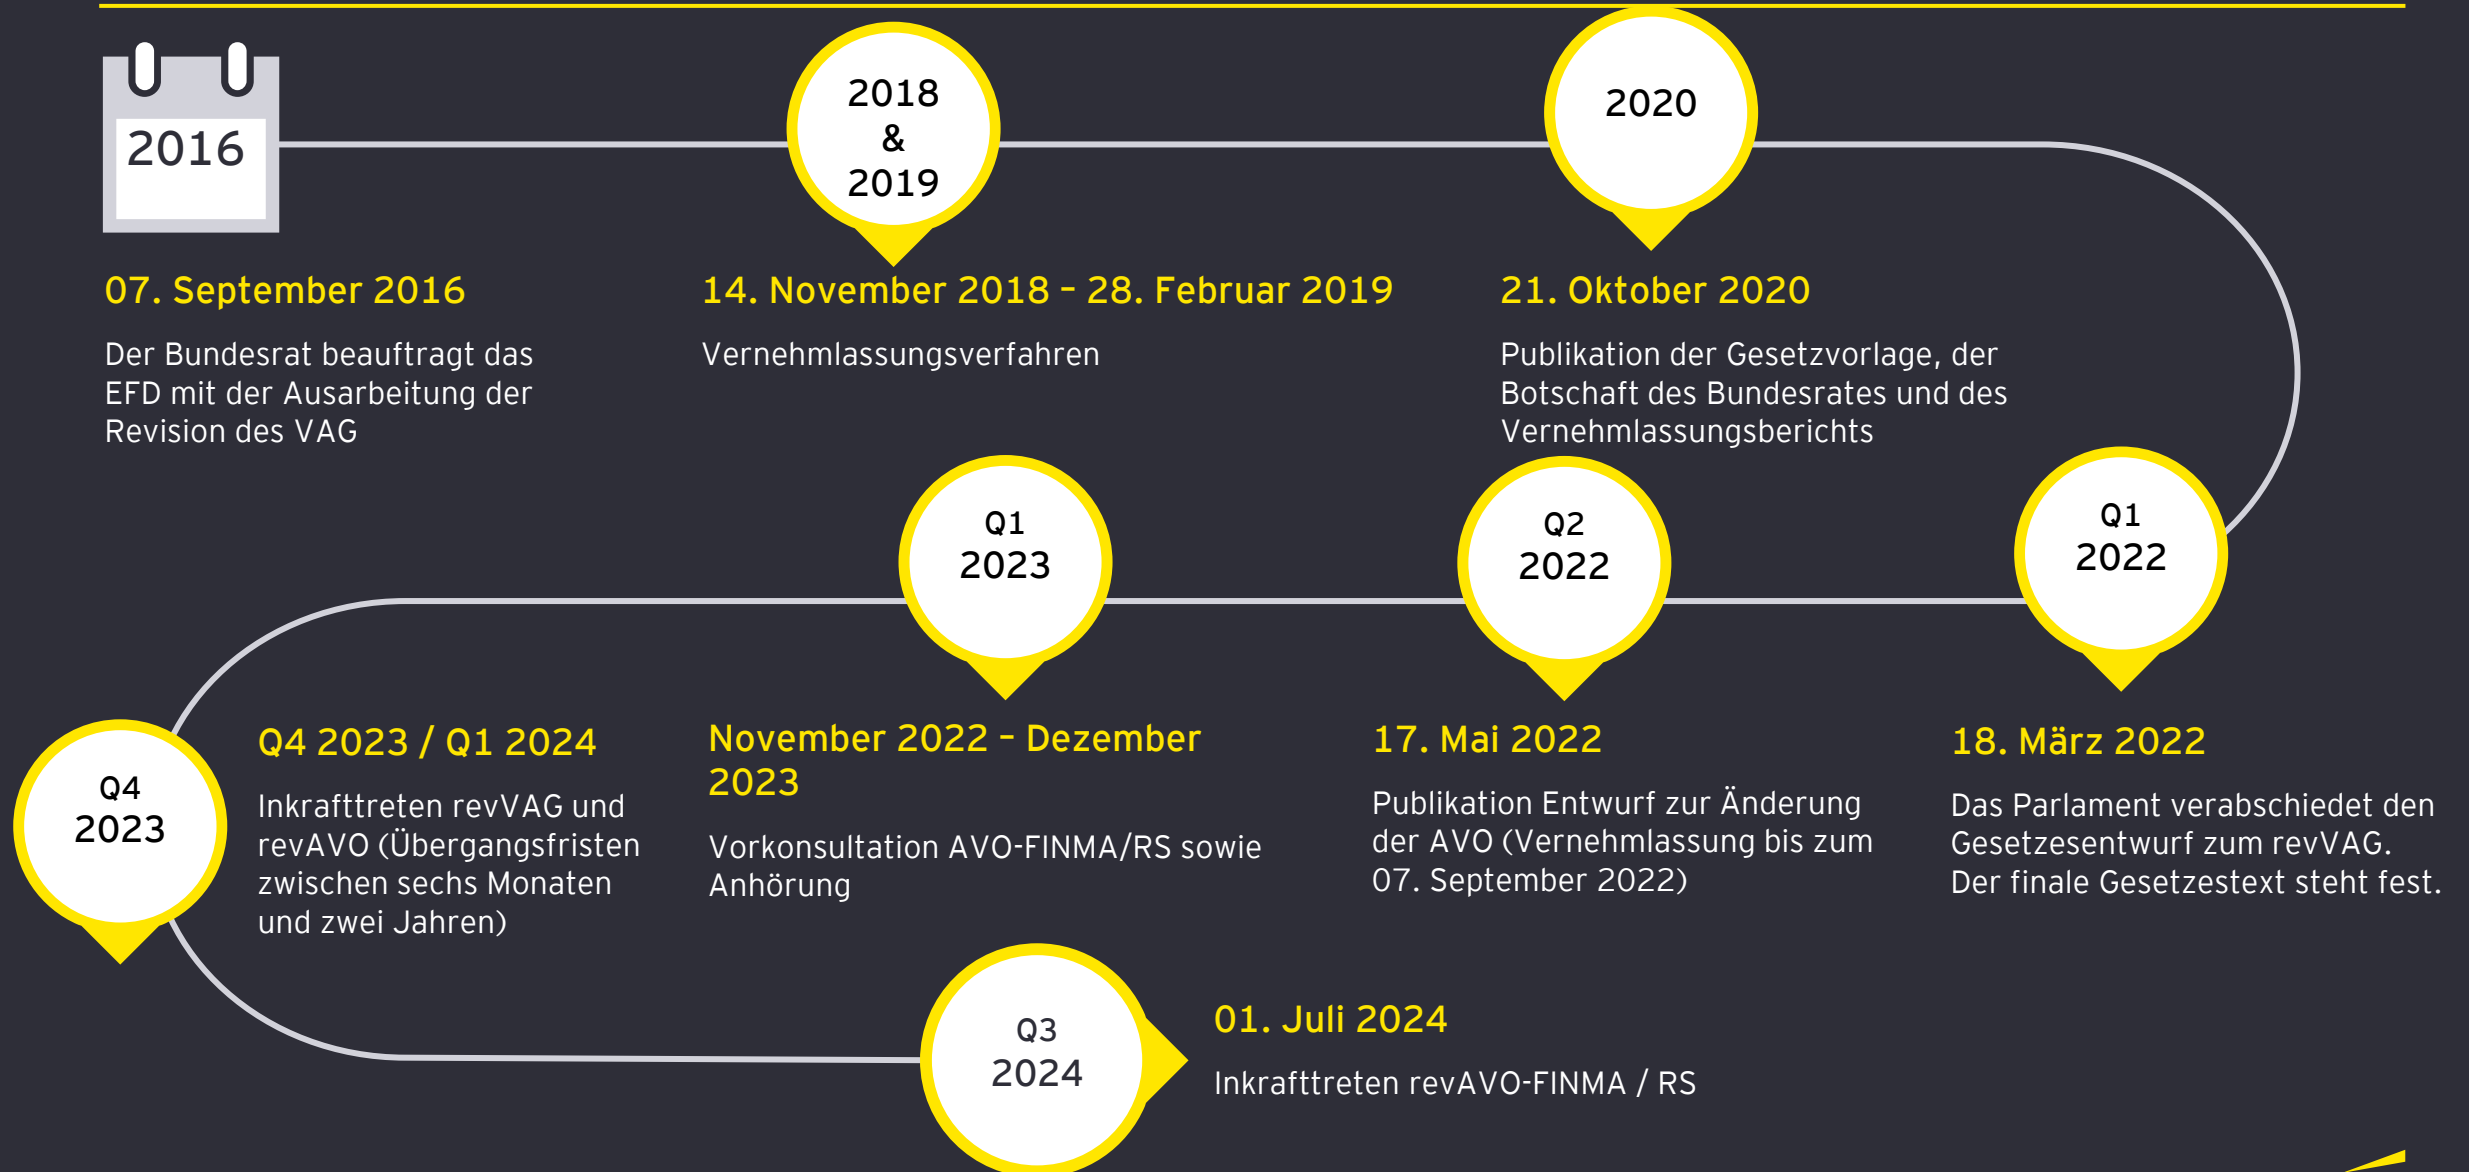 2016
2018
&
2019
2020
07. September 2016
Der Bundesrat beauftragt das
EFD mit der Ausarbeitung der
Revision des VAG
14. November 2018 – 28. Februar 2019
Vernehmlassungsverfahren
21. Oktober 2020
Publikation der Gesetzvorlage, der
Botschaft des Bundesrates und des
Vernehmlassungsberichts
Q1
2022
18. März 2022
Das Parlament verabschiedet den
Gesetzesentwurf zum revVAG.
Der finale Gesetzestext steht fest.
Q2
2022
17. Mai 2022
Publikation Entwurf zur Änderung
der AVO (Vernehmlassung bis zum
07. September 2022)
Q1
2023
November 2022 – Dezember
2023
Vorkonsultation AVO-FINMA/RS sowie
Anhörung
Q4
2023
Q4 2023 / Q1 2024
Inkrafttreten revVAG und
revAVO (Übergangsfristen
zwischen sechs Monaten
und zwei Jahren)
Q3
2024
01. Juli 2024
Inkrafttreten revAVO-FINMA / RS